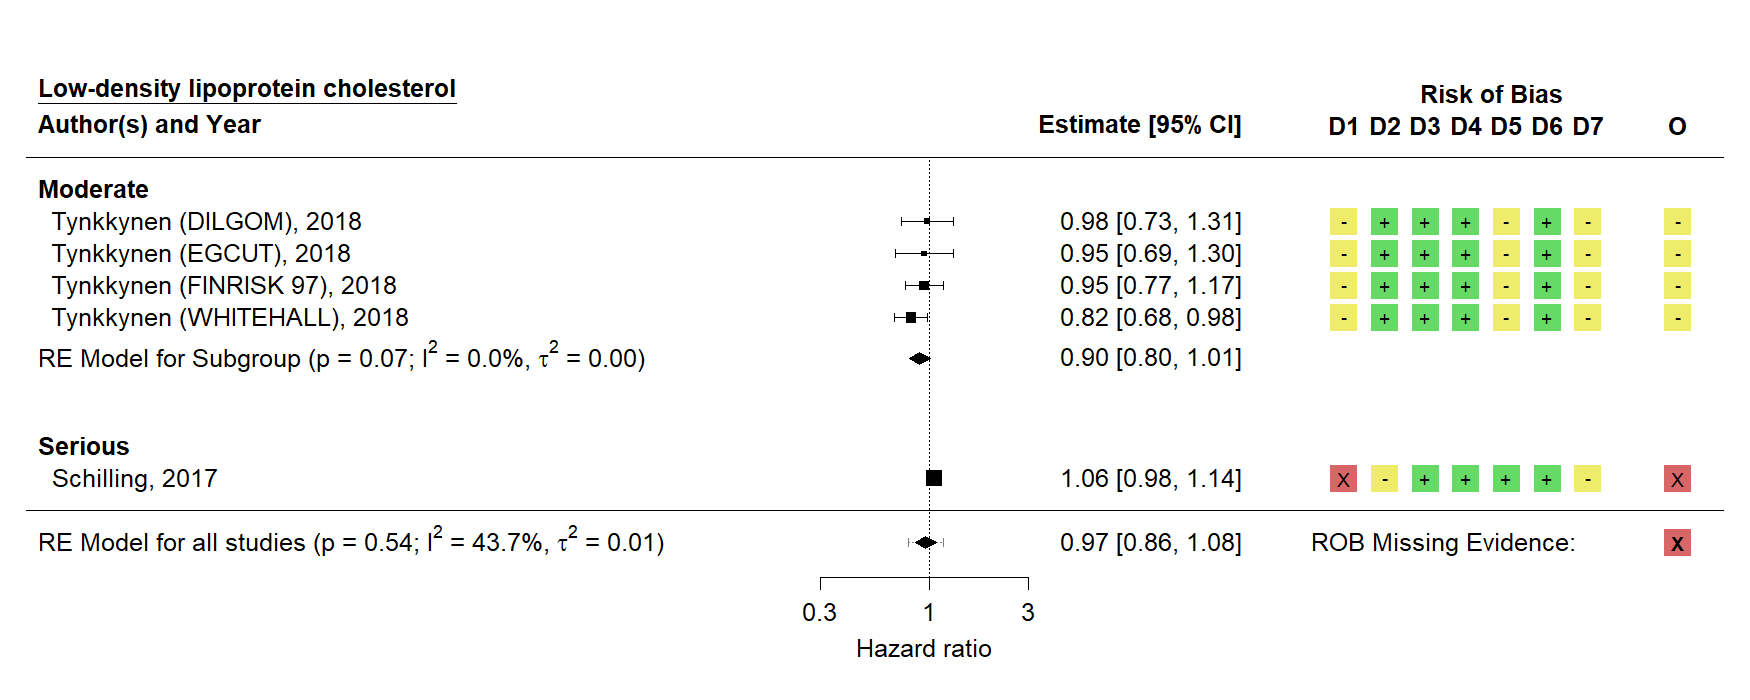 Low-density lipoprotein cholesterol
Risk of Bias
Author(s) and Year Estimate [95% CI] D1 D2 D3 D4 D5 D6 D7 O
Moderate
Tynkkynen (DILGOM), 2018 0.98 [0.73, 1.31] - + + + - + - -
Tynkkynen (EGCUT), 2018 0.95 [0.69, 1.30] - + + + - + - -
Tynkkynen (FINRISK 97), 2018 0.95 [0.77, 1.17] - + + + - + - -
Tynkkynen (WHITEHALL), 2018 0.82 [0.68, 0.98] - + + + - + - -
RE Model for Subgroup (p = 0.07; I² = 0.0%, τ² = 0.00) 0.90 [0.80, 1.01]
Serious
Schilling, 2017 1.06 [0.98, 1.14] X - + + + + - X
RE Model for all studies (p = 0.54; I² = 43.7%, τ² = 0.01) 0.97 [0.86, 1.08] ROB Missing Evidence: X
0.3 1 3
Hazard ratio